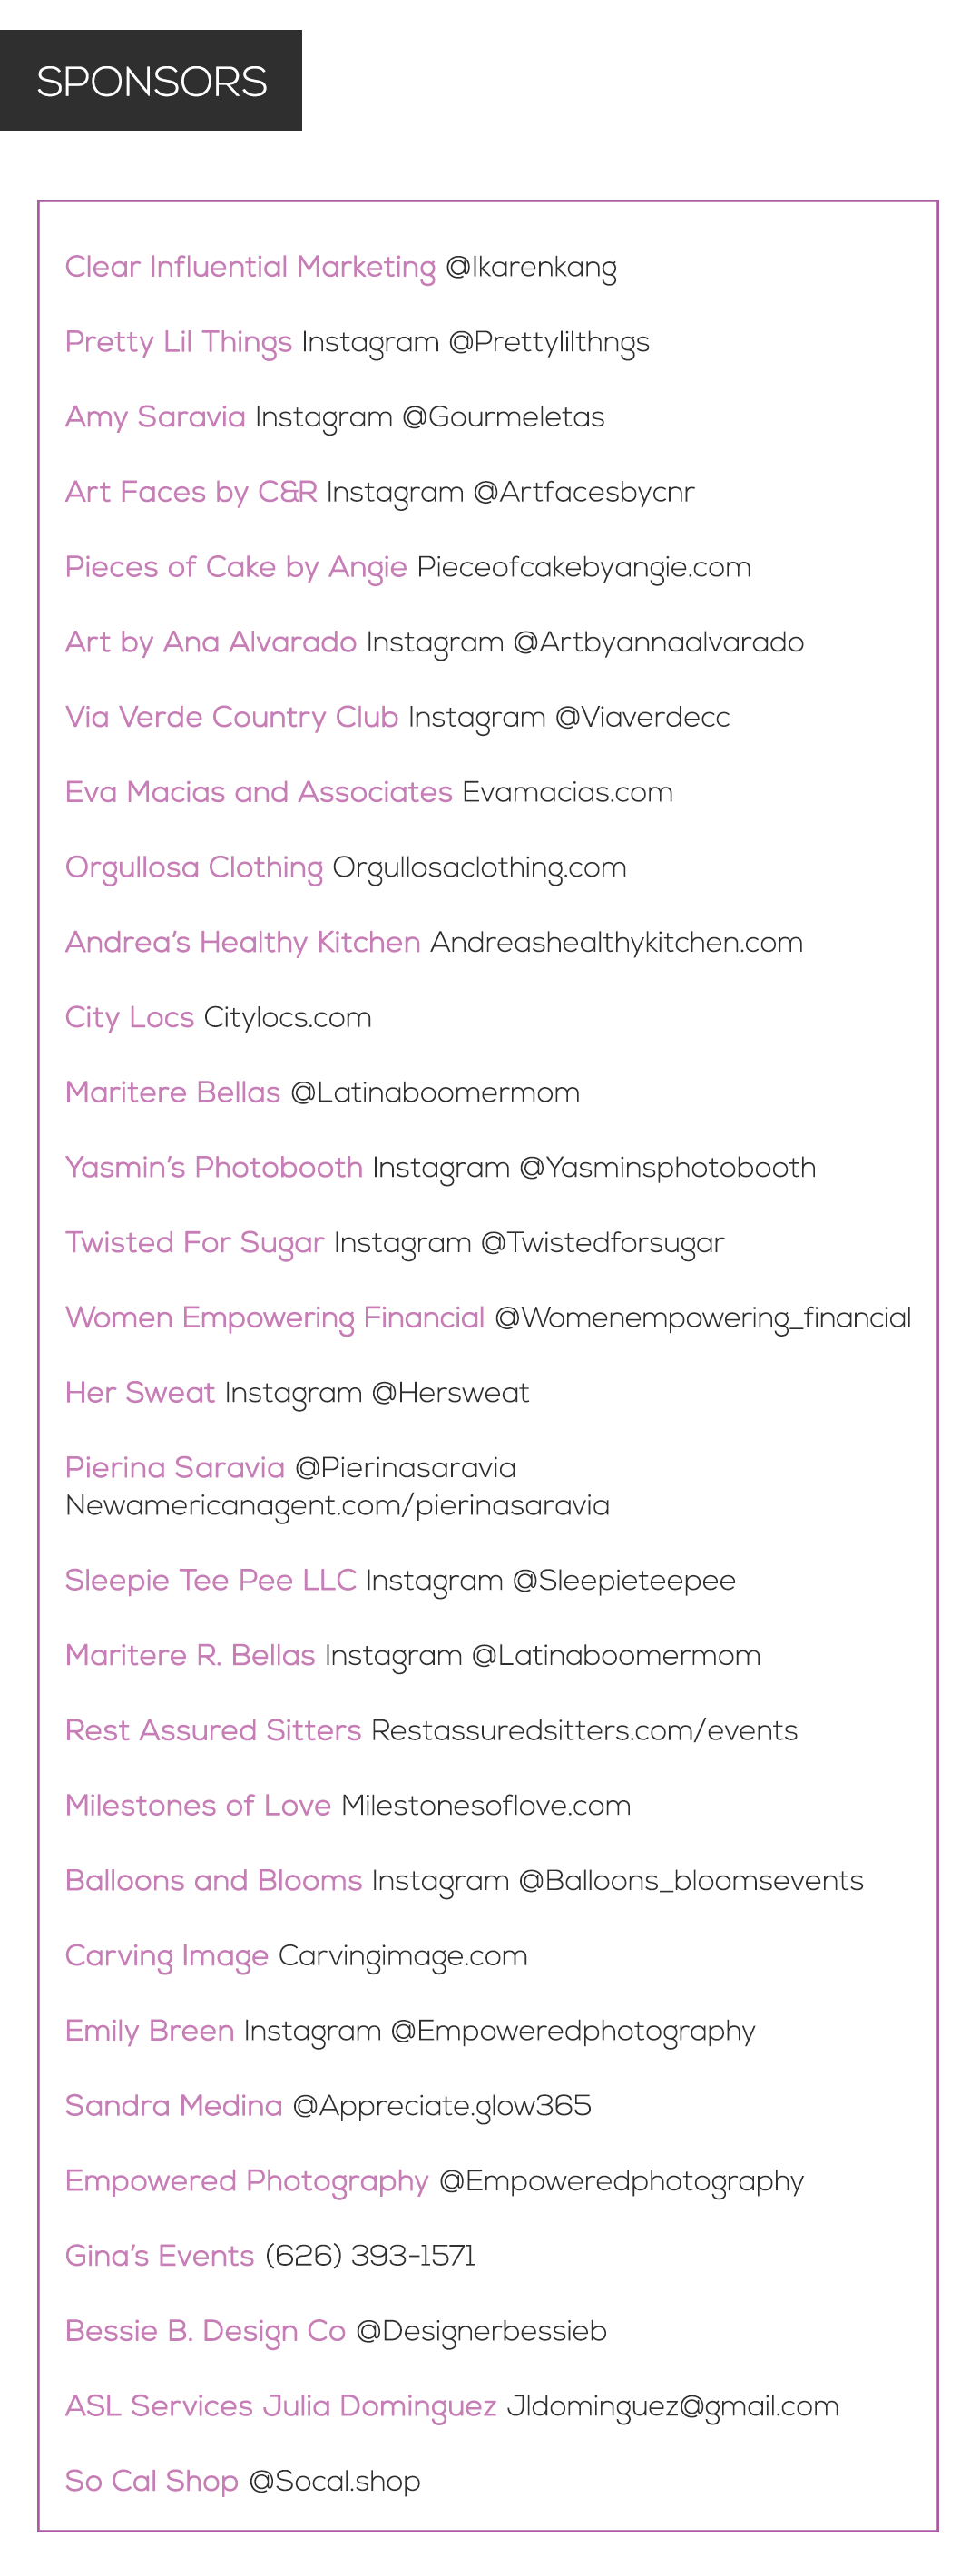 SPONSORS
Clear Influential Marketing @Ikarenkang
Pretty Lil Things Instagram @Prettylilthngs
Amy Saravia Instagram @Gourmeletas
Art Faces by C&R Instagram @Artfacesbycnr
Pieces of Cake by Angie Pieceofcakebyangie.com
Art by Ana Alvarado Instagram @Artbyannaalvarado
Via Verde Country Club Instagram @Viaverdecc
Eva Macias and Associates Evamacias.com
Orgullosa Clothing Orgullosaclothing.com
Andrea’s Healthy Kitchen Andreashealthykitchen.com
City Locs Citylocs.com
Maritere Bellas @Latinaboomermom
Yasmin’s Photobooth Instagram @Yasminsphotobooth
Twisted For Sugar Instagram @Twistedforsugar
Women Empowering Financial @Womenempowering_financial
Her Sweat Instagram @Hersweat
Pierina Saravia @Pierinasaravia
Newamericanagent.com/pierinasaravia
Sleepie Tee Pee LLC Instagram @Sleepieteepee
Maritere R. Bellas Instagram @Latinaboomermom
Rest Assured Sitters Restassuredsitters.com/events
Milestones of Love Milestonesoflove.com
Balloons and Blooms Instagram @Balloons_bloomsevents
Carving Image Carvingimage.com
Emily Breen Instagram @Empoweredphotography
Sandra Medina @Appreciate.glow365
Empowered Photography @Empoweredphotography
Gina’s Events (626) 393-1571
Bessie B. Design Co @Designerbessieb
ASL Services Julia Dominguez Jldominguez@gmail.com
So Cal Shop @Socal.shop